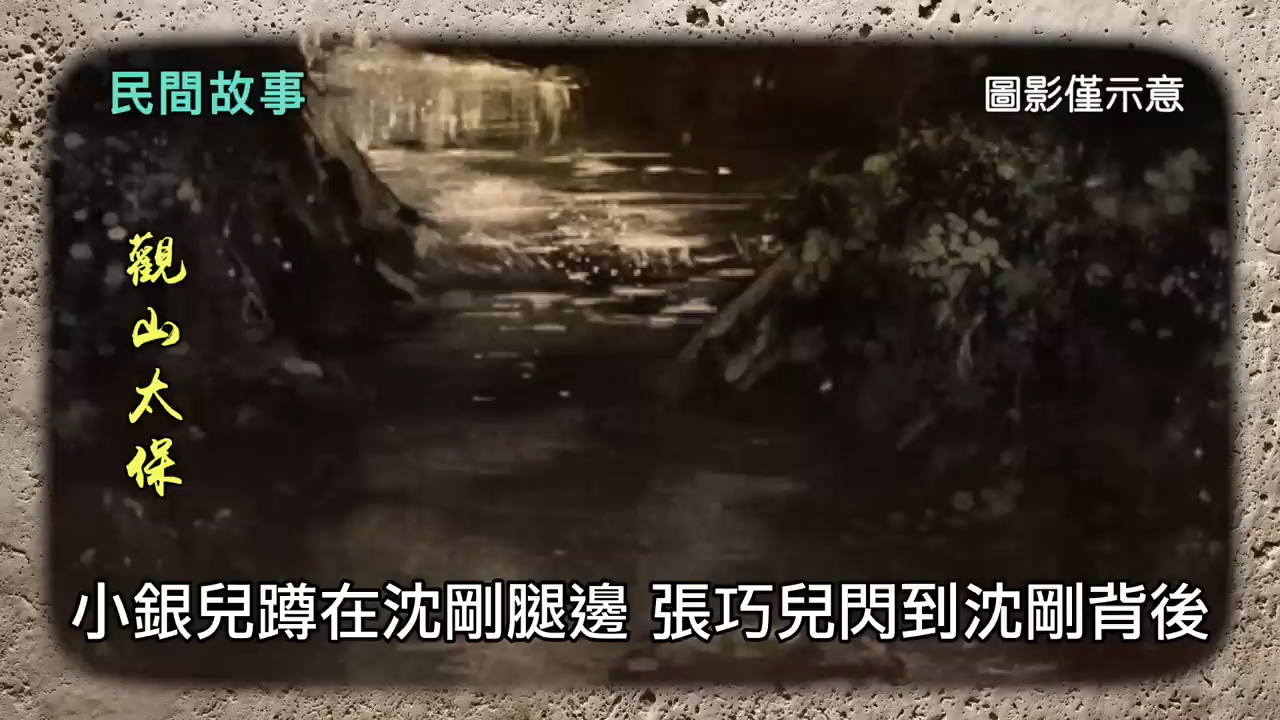 民間故事
圖影僅示意
觀山太保
小銀兒蹲在沈剛腿邊 張巧兒閃到沈剛背後